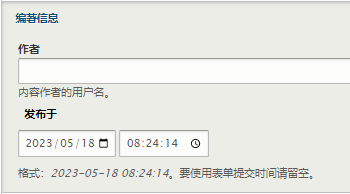 编著信息
作者
内容作者的用户名。
发布于
2023/05/18 08:24:14
格式：2023-05-18 08:24:14。要使用表单提交时间请留空。